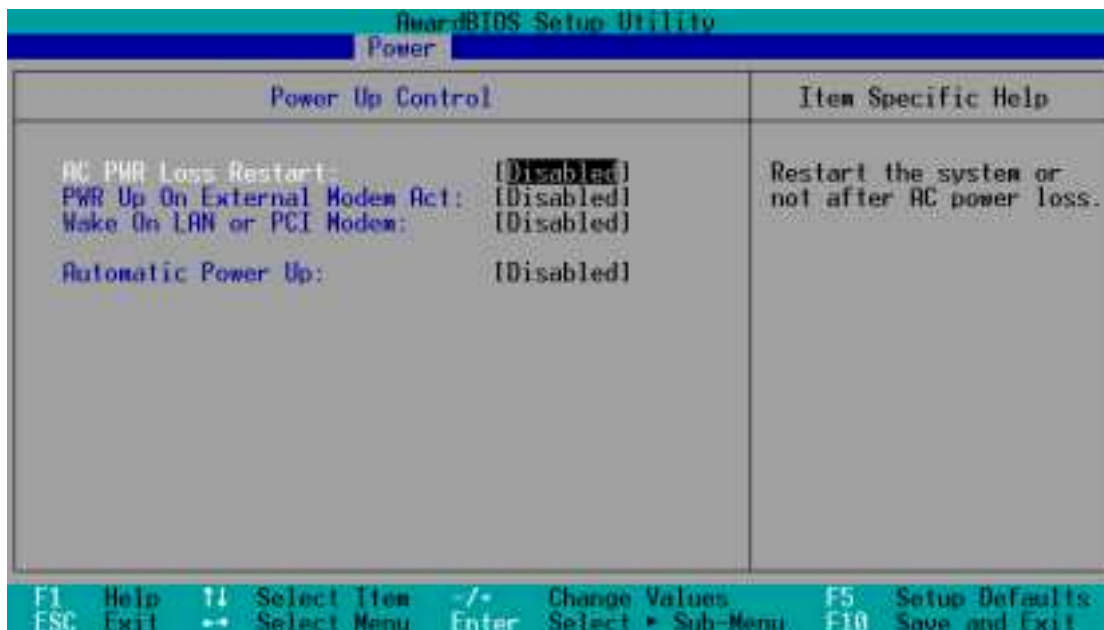 AwardBIOS Setup Utility
Power
Power Up Control
Item Specific Help
AC PWR Loss Restart: [Disabled]
PWR Up On External Modem Act: [Disabled]
Wake On LAN or PCI Modem: [Disabled]
Automatic Power Up: [Disabled]
Restart the system or
not after AC power loss.
F1 Help ↑↓ Select Item -/+ Change Values F5 Setup Defaults
ESC Exit ←→ Select Menu Enter Select ▸ Sub-Menu F10 Save and Exit